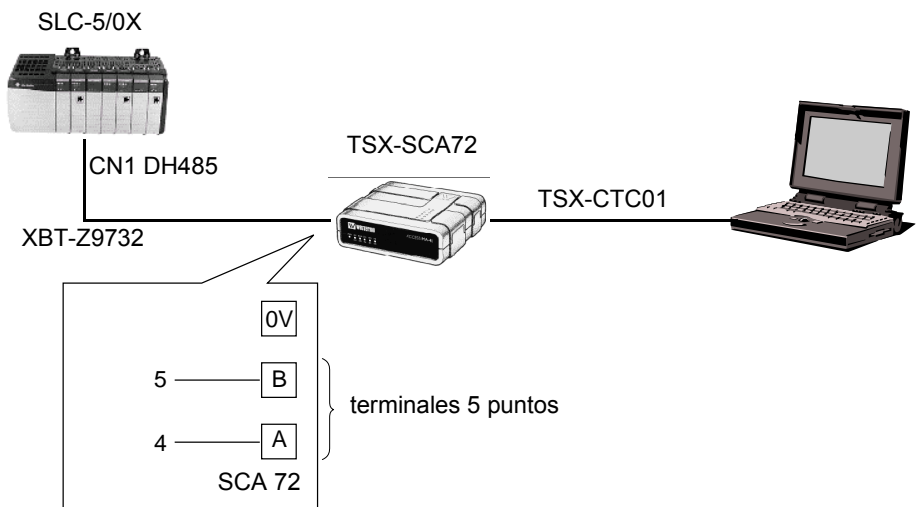 SLC-5/0X
CN1 DH485
TSX-SCA72
TSX-CTC01
XBT-Z9732
0V
5 B
terminales 5 puntos
4 A
SCA 72